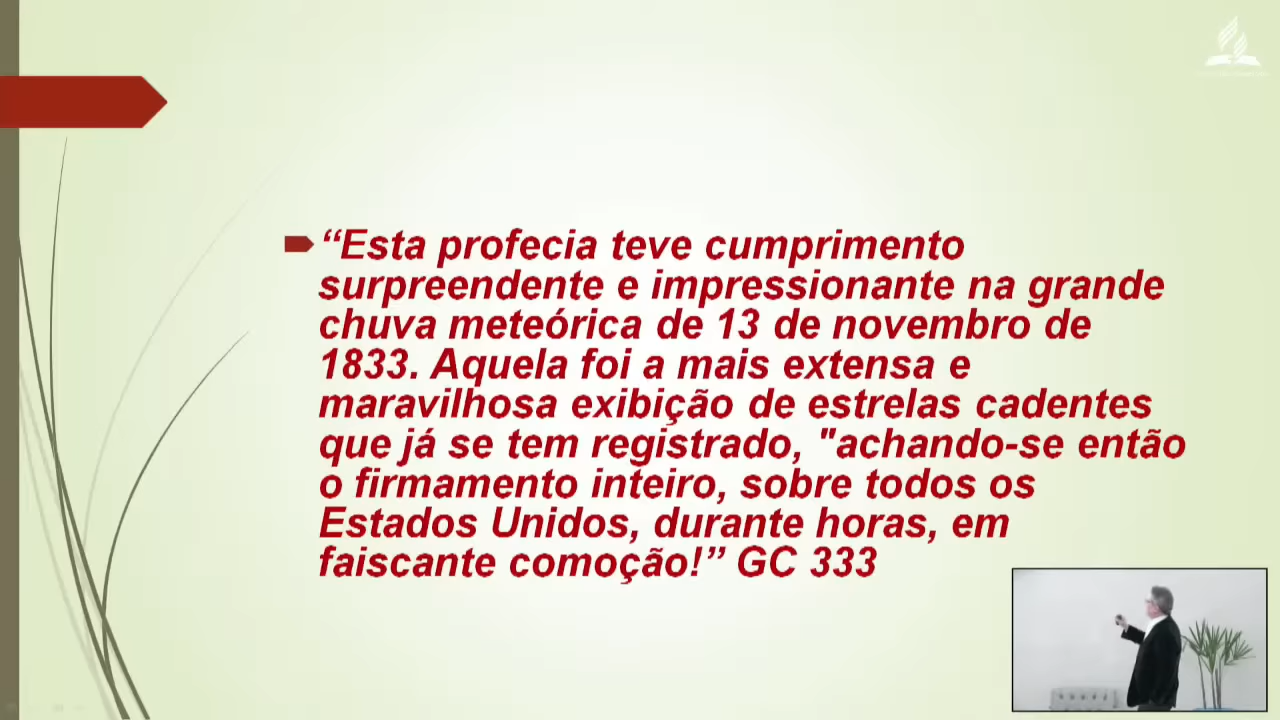 “Esta profecia teve cumprimento
surpreendente e impressionante na grande
chuva meteórica de 13 de novembro de
1833. Aquela foi a mais extensa e
maravilhosa exibição de estrelas cadentes
que já se tem registrado, "achando-se então
o firmamento inteiro, sobre todos os
Estados Unidos, durante horas, em
faiscante comoção!” GC 333